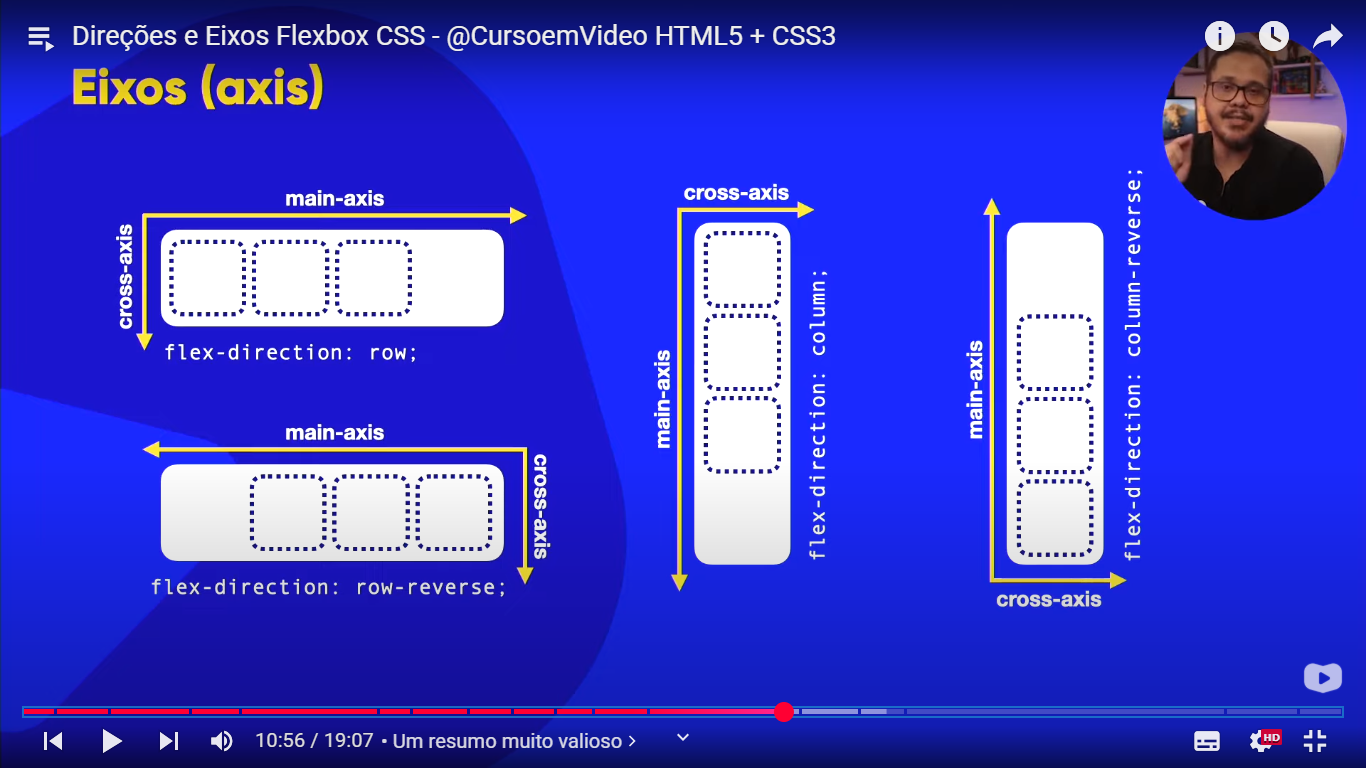 Direções e Eixos Flexbox CSS - @CursoemVideo HTML5 + CSS3
Eixos (axis)
main-axis
cross-axis
flex-direction: row;
main-axis
cross-axis
flex-direction: row-reverse;
cross-axis
main-axis
flex-direction: column;
main-axis
cross-axis
flex-direction: column-reverse;
10:56 / 19:07 • Um resumo muito valioso ›
HD